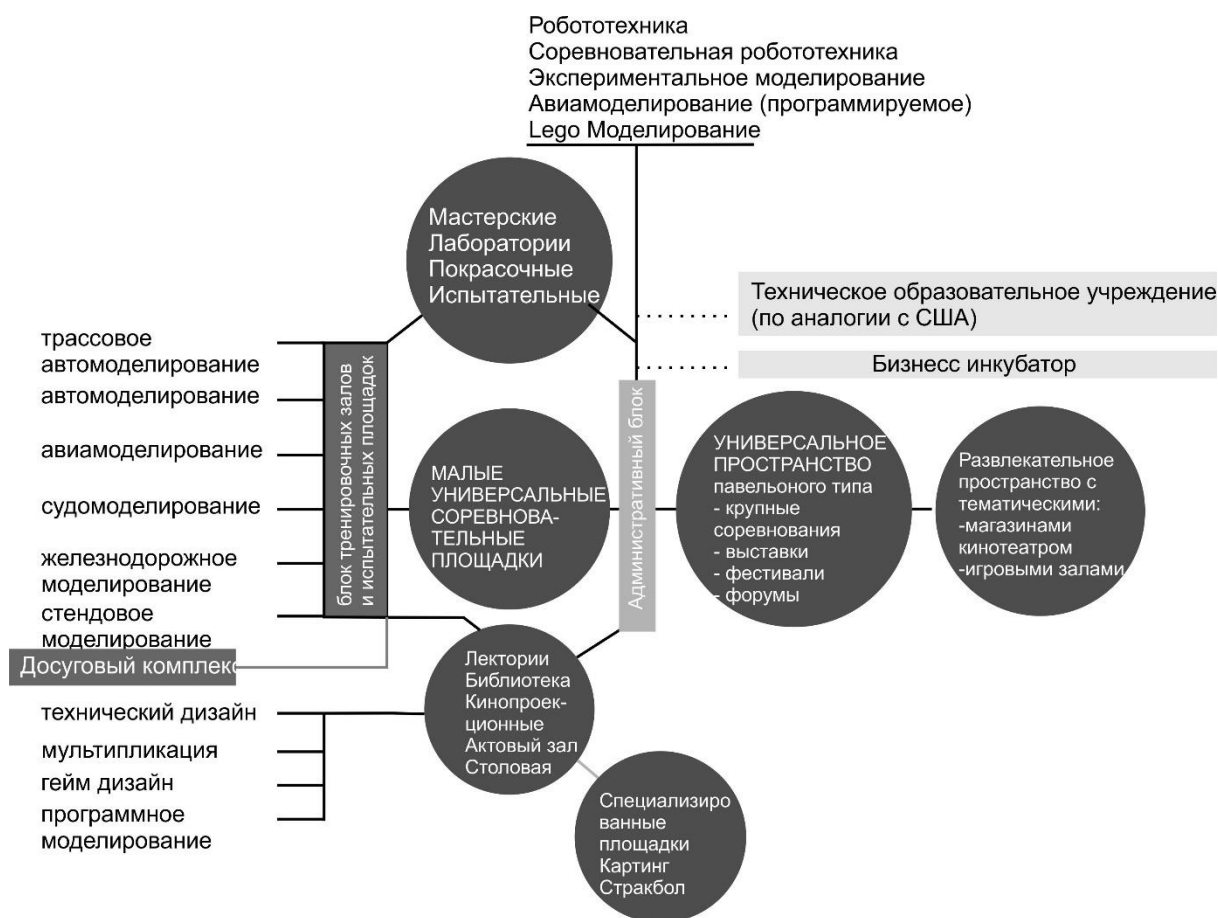 Робототехника
Соревновательная робототехника
Экспериментальное моделирование
Авиамоделирование (программируемое)
Lego Моделирование
Мастерские
Лаборатории
Покрасочные
Испытательные
Техническое образовательное учреждение
(по аналогии с США)
Бизнесс инкубатор
трассовое
автомоделирование
автомоделирование
авиамоделирование
судомоделирование
железнодорожное
моделирование
стендовое
моделирование
Досуговый комплекс
блок тренировочных залов
и испытательных площадок
МАЛЫЕ
УНИВЕРСАЛЬНЫЕ
СОРЕВНОВА-
ТЕЛЬНЫЕ
ПЛОЩАДКИ
Административный блок
УНИВЕРСАЛЬНОЕ
ПРОСТРАНСТВО
павельоного типа
- крупные
соревнования
- выставки
- фестивали
- форумы
Развлекательное
пространство с
тематическими:
-магазинами
кинотеатром
-игровыми залами
технический дизайн
мультипликация
гейм дизайн
программное
моделирование
Лектории
Библиотека
Кинопроек-
ционные
Актовый зал
Столовая
Специализиро
ванные
площадки
Картинг
Стракбол